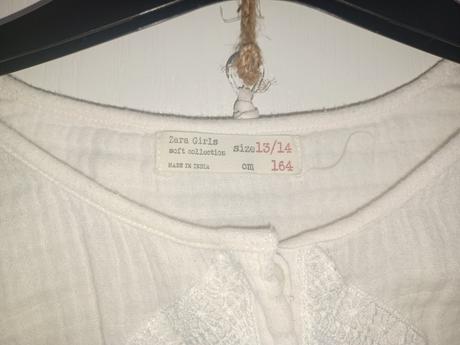 Zara Girls
soft collection size 13/14
MADE IN INDIA cm 164